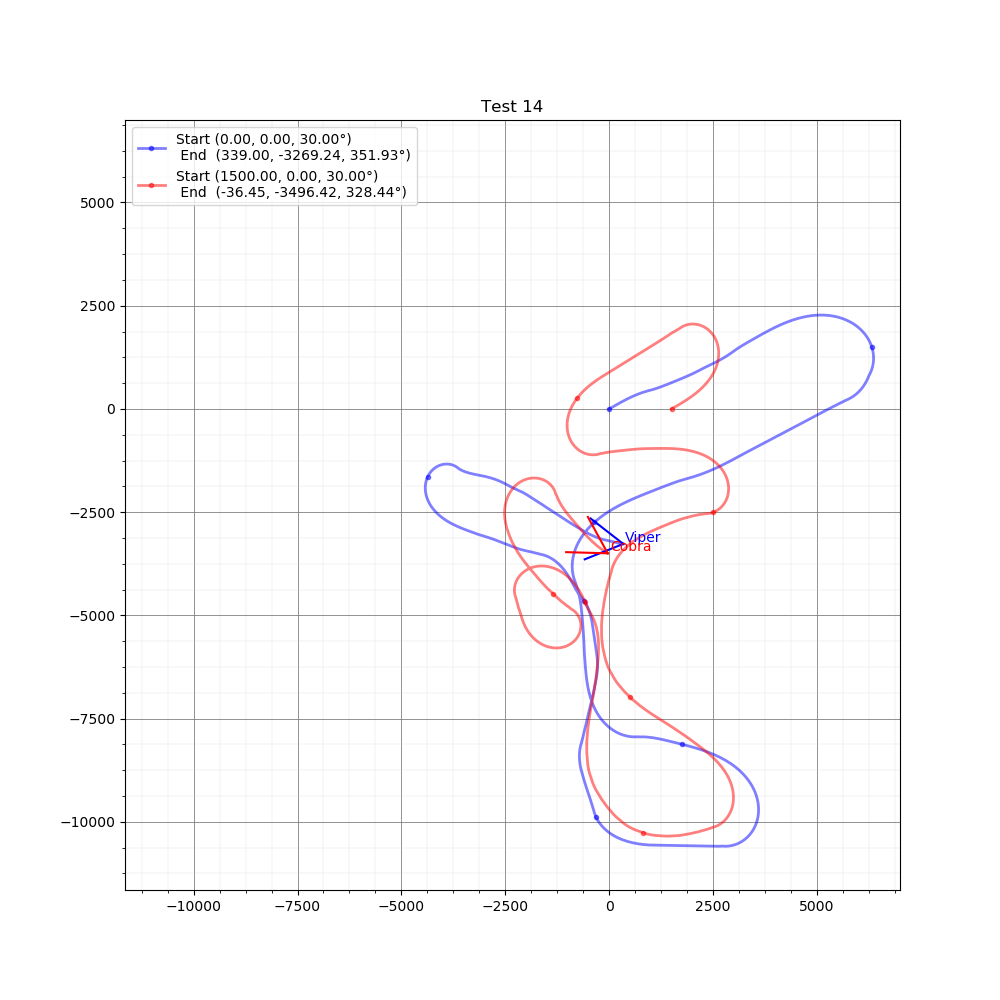 Test 14
Start (0.00, 0.00, 30.00°)
End  (339.00, -3269.24, 351.93°)
Start (1500.00, 0.00, 30.00°)
End  (-36.45, -3496.42, 328.44°)
5000
2500
0
−2500
−5000
−7500
−10000
Viper
Cobra
−10000 −7500 −5000 −2500 0 2500 5000